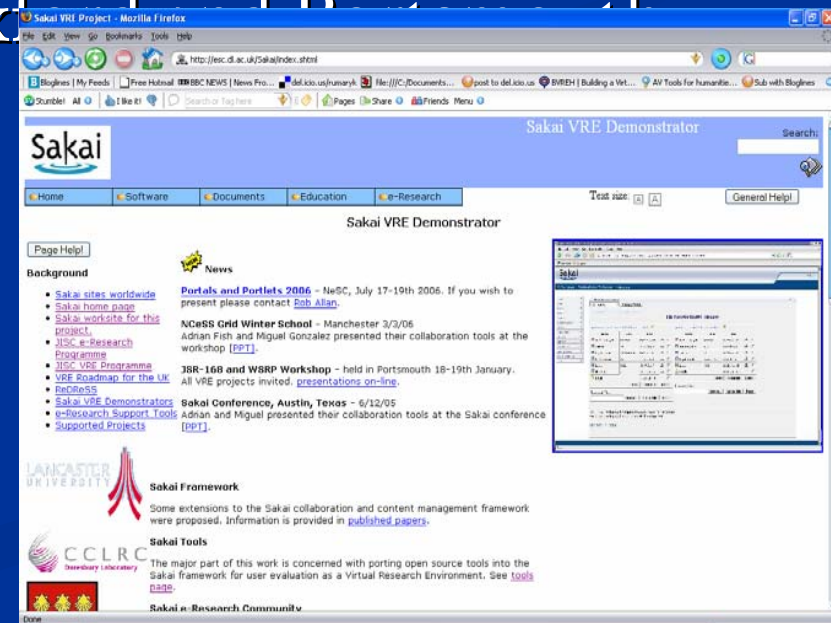 Sakai VRE Project - Mozilla Firefox
File Edit View Go Bookmarks Tools Help
http://esc.dl.ac.uk/Sakai/index.shtml
Bloglines | My Feeds Free Hotmail BBC NEWS | News Fro... del.icio.us/rumaryk file:///C:/Documents... post to del.icio.us BVREH | Building a Virt... AV Tools for humanitie... Sub with Bloglines
Stumble! All I like it! Search or Tag here Pages Share Friends Menu
Sakai VRE Demonstrator
Search:
Sakai
Home Software Documents Education e-Research
Text size: A A
General Help!
Sakai VRE Demonstrator
Page Help!
Background
Sakai sites worldwide
Sakai home page
Sakai worksite for this
project.
JISC e-Research
Programme
JISC VRE Programme
VRE Roadmap for the UK
ReDReSS
Sakai VRE Demonstrators
e-Research Support Tools
Supported Projects
News
Portals and Portlets 2006 - NeSC, July 17-19th 2006. If you wish to
present please contact Rob Allan.
NCeSS Grid Winter School - Manchester 3/3/06
Adrian Fish and Miguel Gonzalez presented their collaboration tools at the
workshop [PPT].
JSR-168 and WSRP Workshop - held in Portsmouth 18-19th January.
All VRE projects invited. presentations on-line.
Sakai Conference, Austin, Texas - 6/12/05
Adrian and Miguel presented their collaboration tools at the Sakai conference
[PPT].
LANCASTER
UNIVERSITY
CCLRC
Daresbury Laboratory
Sakai Framework
Some extensions to the Sakai collaboration and content management framework
were proposed. Information is provided in published papers.
Sakai Tools
The major part of this work is concerned with porting open source tools into the
Sakai framework for user evaluation as a Virtual Research Environment. See tools
page.
Sakai e-Research Community
Done